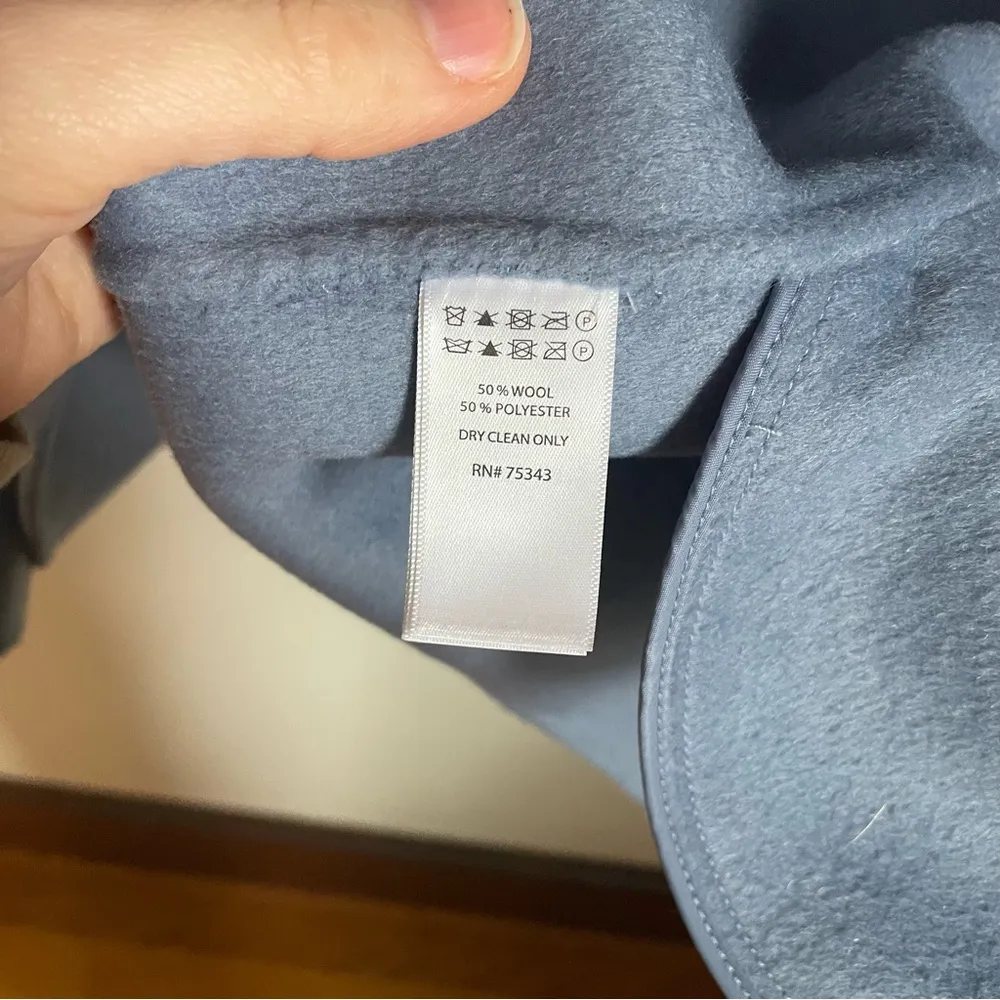 P
P
50 % WOOL
50 % POLYESTER
DRY CLEAN ONLY
RN# 75343